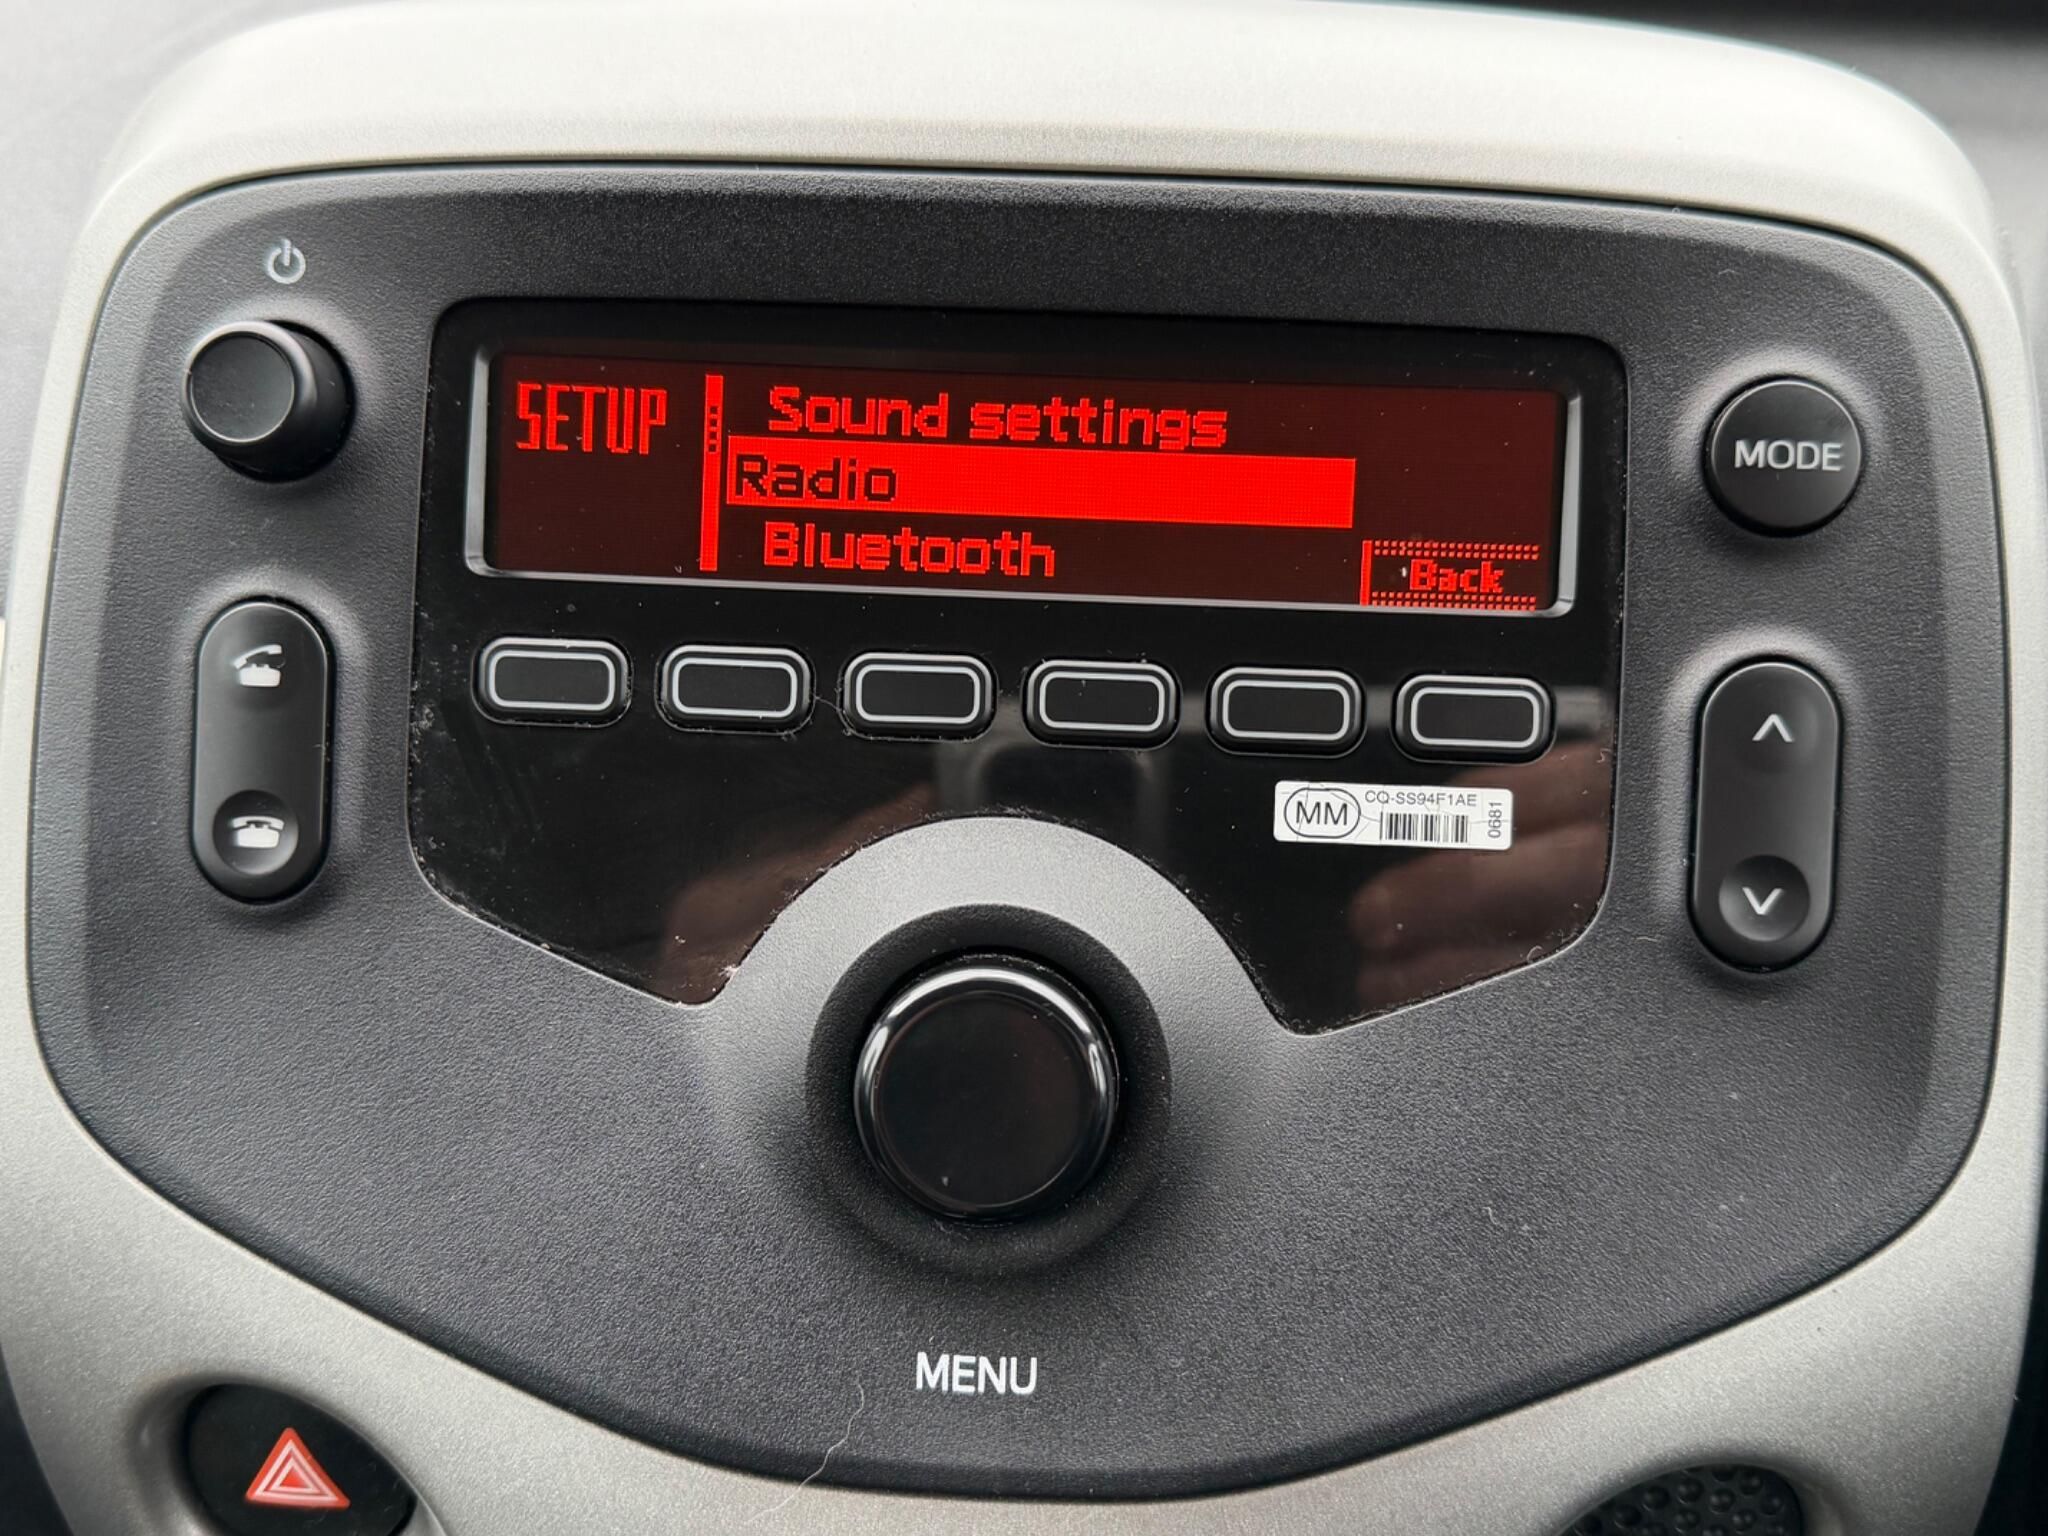 SETUP
Sound settings
Radio
Bluetooth
Back
MODE
MM
CQ-SS94F1AE
0681
MENU